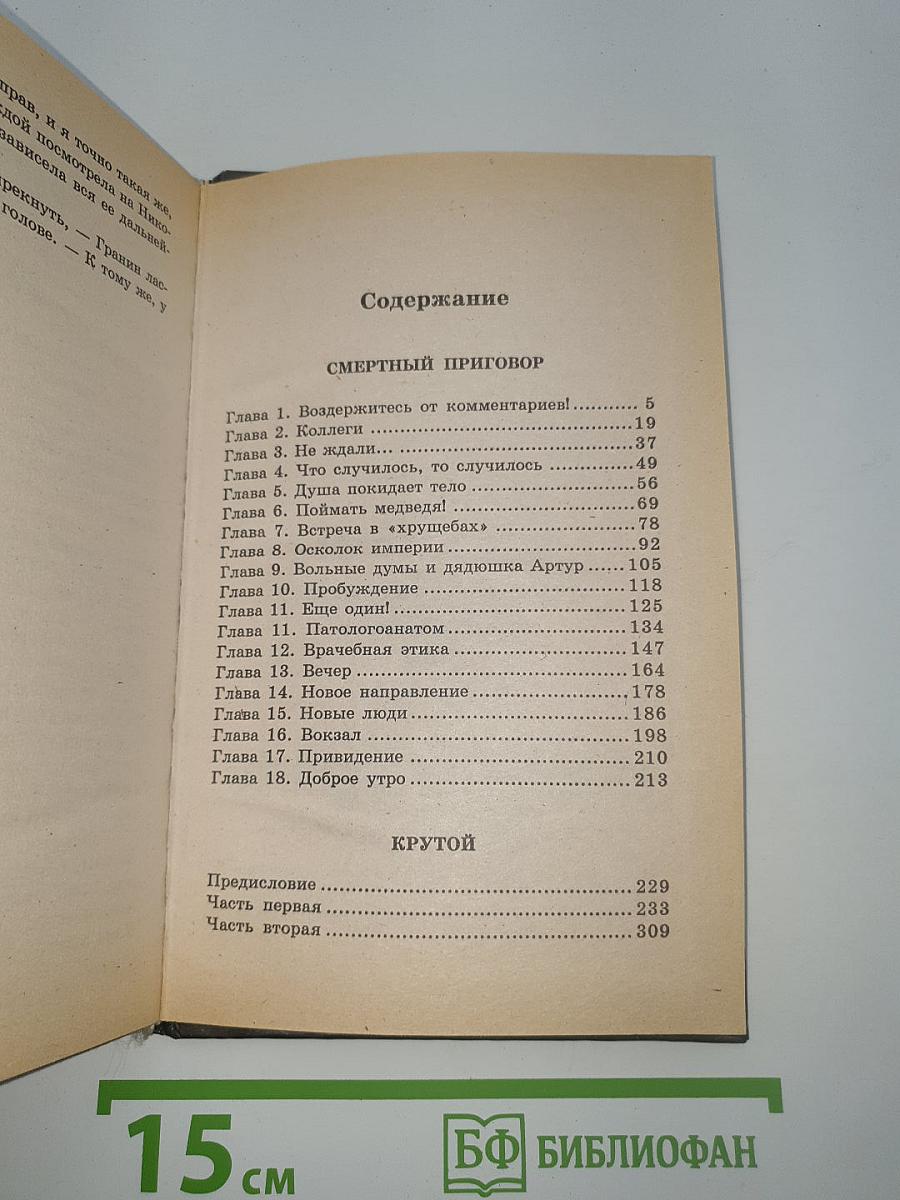 прав, и я точно такая же,
посмотрела на Нико-
зависела вся ее дальней-
— Гранин лас-
голове. — К тому же, у
Содержание
СМЕРТНЫЙ ПРИГОВОР
Глава 1. Воздержитесь от комментариев!........... 5
Глава 2. Коллеги ............................................19
Глава 3. Не ждали... .......................................37
Глава 4. Что случилось, то случилось ..............49
Глава 5. Душа покидает тело ...........................56
Глава 6. Поймать медведя! ..............................69
Глава 7. Встреча в «хрущебах» .......................78
Глава 8. Осколок империи ...............................92
Глава 9. Вольные думы и дядюшка Артур ......105
Глава 10. Пробуждение ..................................118
Глава 11. Еще один!........................................125
Глава 11. Патологоанатом ...............................134
Глава 12. Врачебная этика ..............................147
Глава 13. Вечер ..............................................164
Глава 14. Новое направление ..........................178
Глава 15. Новые люди .....................................186
Глава 16. Вокзал ............................................198
Глава 17. Привидение .....................................210
Глава 18. Доброе утро .....................................213
КРУТОЙ
Предисловие ..................................................229
Часть первая ..................................................233
Часть вторая ..................................................309
15 см
БФ БИБЛИОФАН